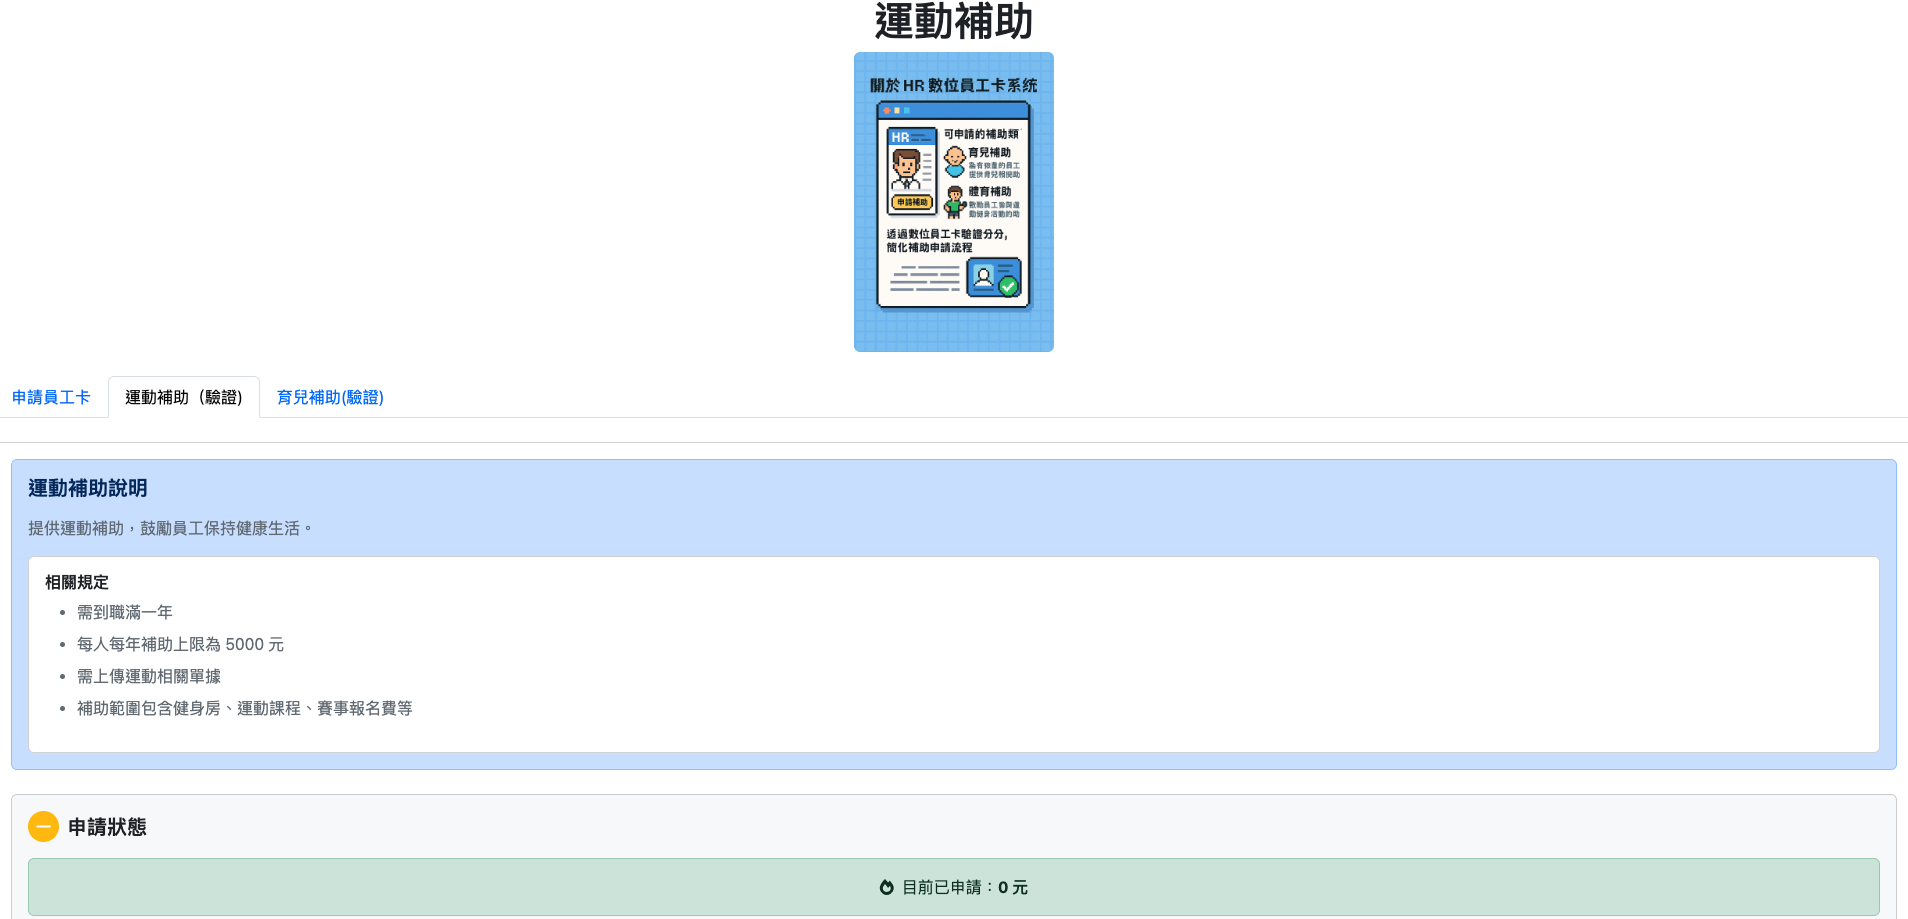 運動補助
關於 HR 數位員工卡系統
HR
可申請的補助類
育兒補助
提供育兒相關助
申請補助
體育補助
透過數位員工卡驗證分分,
簡化補助申請流程
申請員工卡
運動補助（驗證)
育兒補助(驗證)
運動補助說明
提供運動補助，鼓勵員工保持健康生活。
相關規定
需到職滿一年
每人每年補助上限為 5000 元
需上傳運動相關單據
補助範圍包含健身房、運動課程、賽事報名費等
申請狀態
目前已申請：0 元